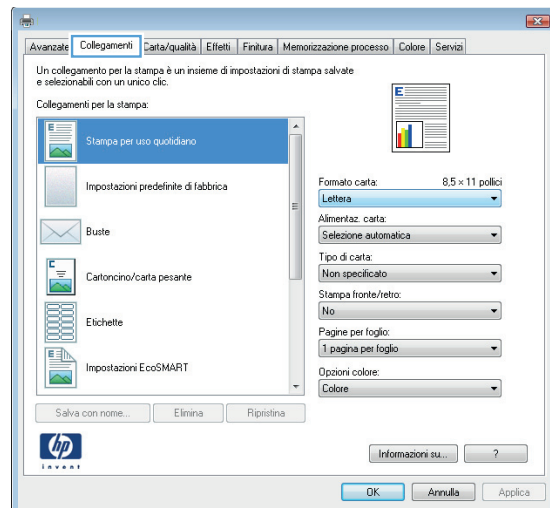 Avanzate Collegamenti Carta/qualità Effetti Finitura Memorizzazione processo Colore Servizi
Un collegamento per la stampa è un insieme di impostazioni di stampa salvate
e selezionabili con un unico clic.
Collegamenti per la stampa:
Stampa per uso quotidiano
Impostazioni predefinite di fabbrica
Buste
Cartoncino/carta pesante
Etichette
Impostazioni EcoSMART
Salva con nome... Elimina Ripristina
E
Formato carta: 8,5 × 11 pollici
Lettera
Alimentaz. carta:
Selezione automatica
Tipo di carta:
Non specificato
Stampa fronte/retro:
No
Pagine per foglio:
1 pagina per foglio
Opzioni colore:
Colore
hp
invent
Informazioni su... ?
OK Annulla Applica